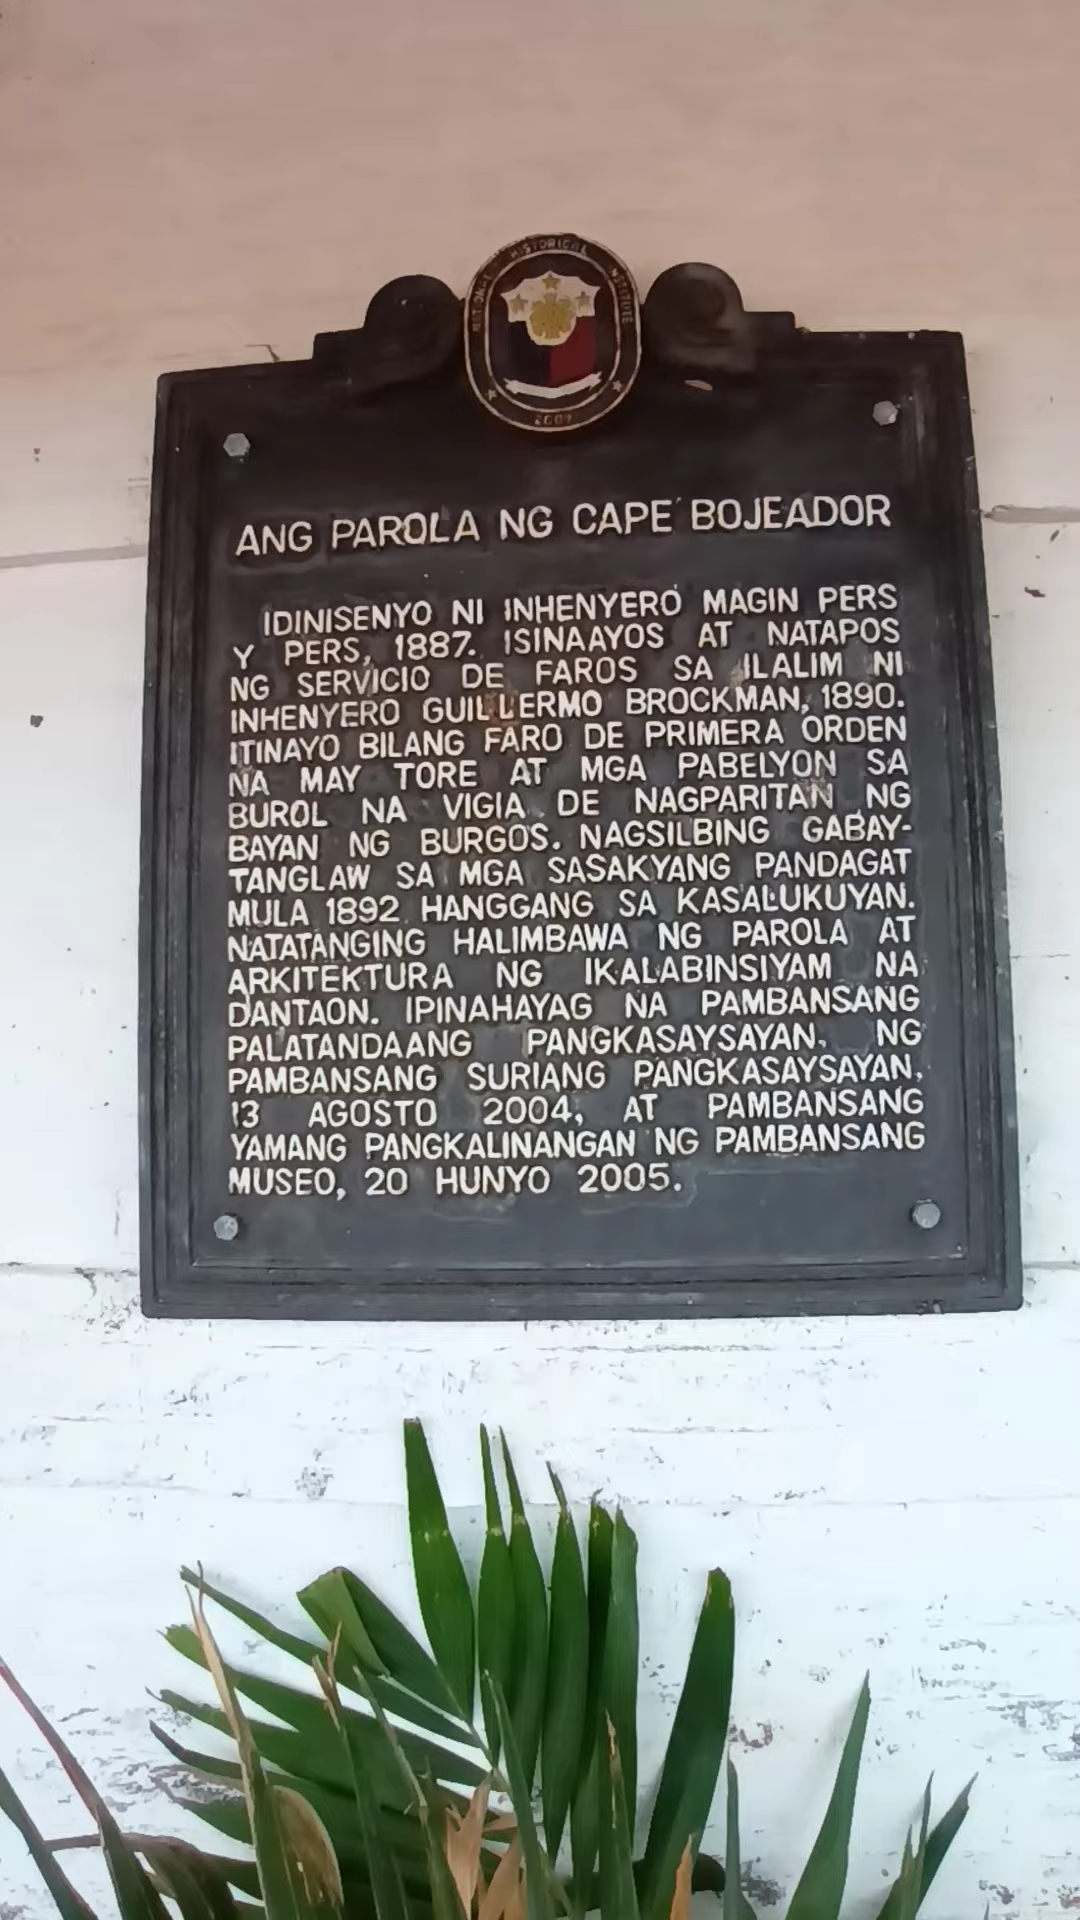 NATIONAL HISTORICAL INSTITUTE
ANG PAROLA NG CAPE BOJEADOR
IDINISENYO NI INHENYERO MAGIN PERS
Y PERS, 1887. ISINAAYOS AT NATAPOS
NG SERVICIO DE FAROS SA ILALIM NI
INHENYERO GUILLERMO BROCKMAN, 1890.
ITINAYO BILANG FARO DE PRIMERA ORDEN
NA MAY TORE AT MGA PABELYON SA
BUROL NA VIGIA DE NAGPARITAN NG
BAYAN NG BURGOS. NAGSILBING GABAY-
TANGLAW SA MGA SASAKYANG PANDAGAT
MULA 1892 HANGGANG SA KASALUKUYAN.
NATATANGING HALIMBAWA NG PAROLA AT
ARKITEKTURA NG IKALABINSIYAM NA
DANTAON. IPINAHAYAG NA PAMBANSANG
PALATANDAANG PANGKASAYSAYAN, NG
PAMBANSANG SURIANG PANGKASAYSAYAN,
13 AGOSTO 2004, AT PAMBANSANG
YAMANG PANGKALINANGAN NG PAMBANSANG
MUSEO, 20 HUNYO 2005.